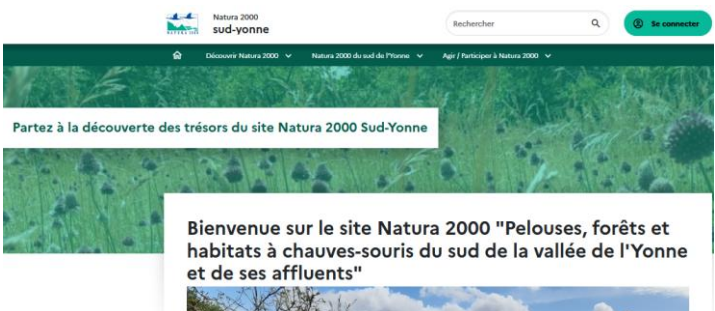 Natura 2000
sud-yonne
NATURA 2000
Rechercher
Se connecter
Découvrir Natura 2000
Natura 2000 du sud de l'Yonne
Agir / Participer à Natura 2000
Partez à la découverte des trésors du site Natura 2000 Sud-Yonne
Bienvenue sur le site Natura 2000 "Pelouses, forêts et
habitats à chauves-souris du sud de la vallée de l'Yonne
et de ses affluents"